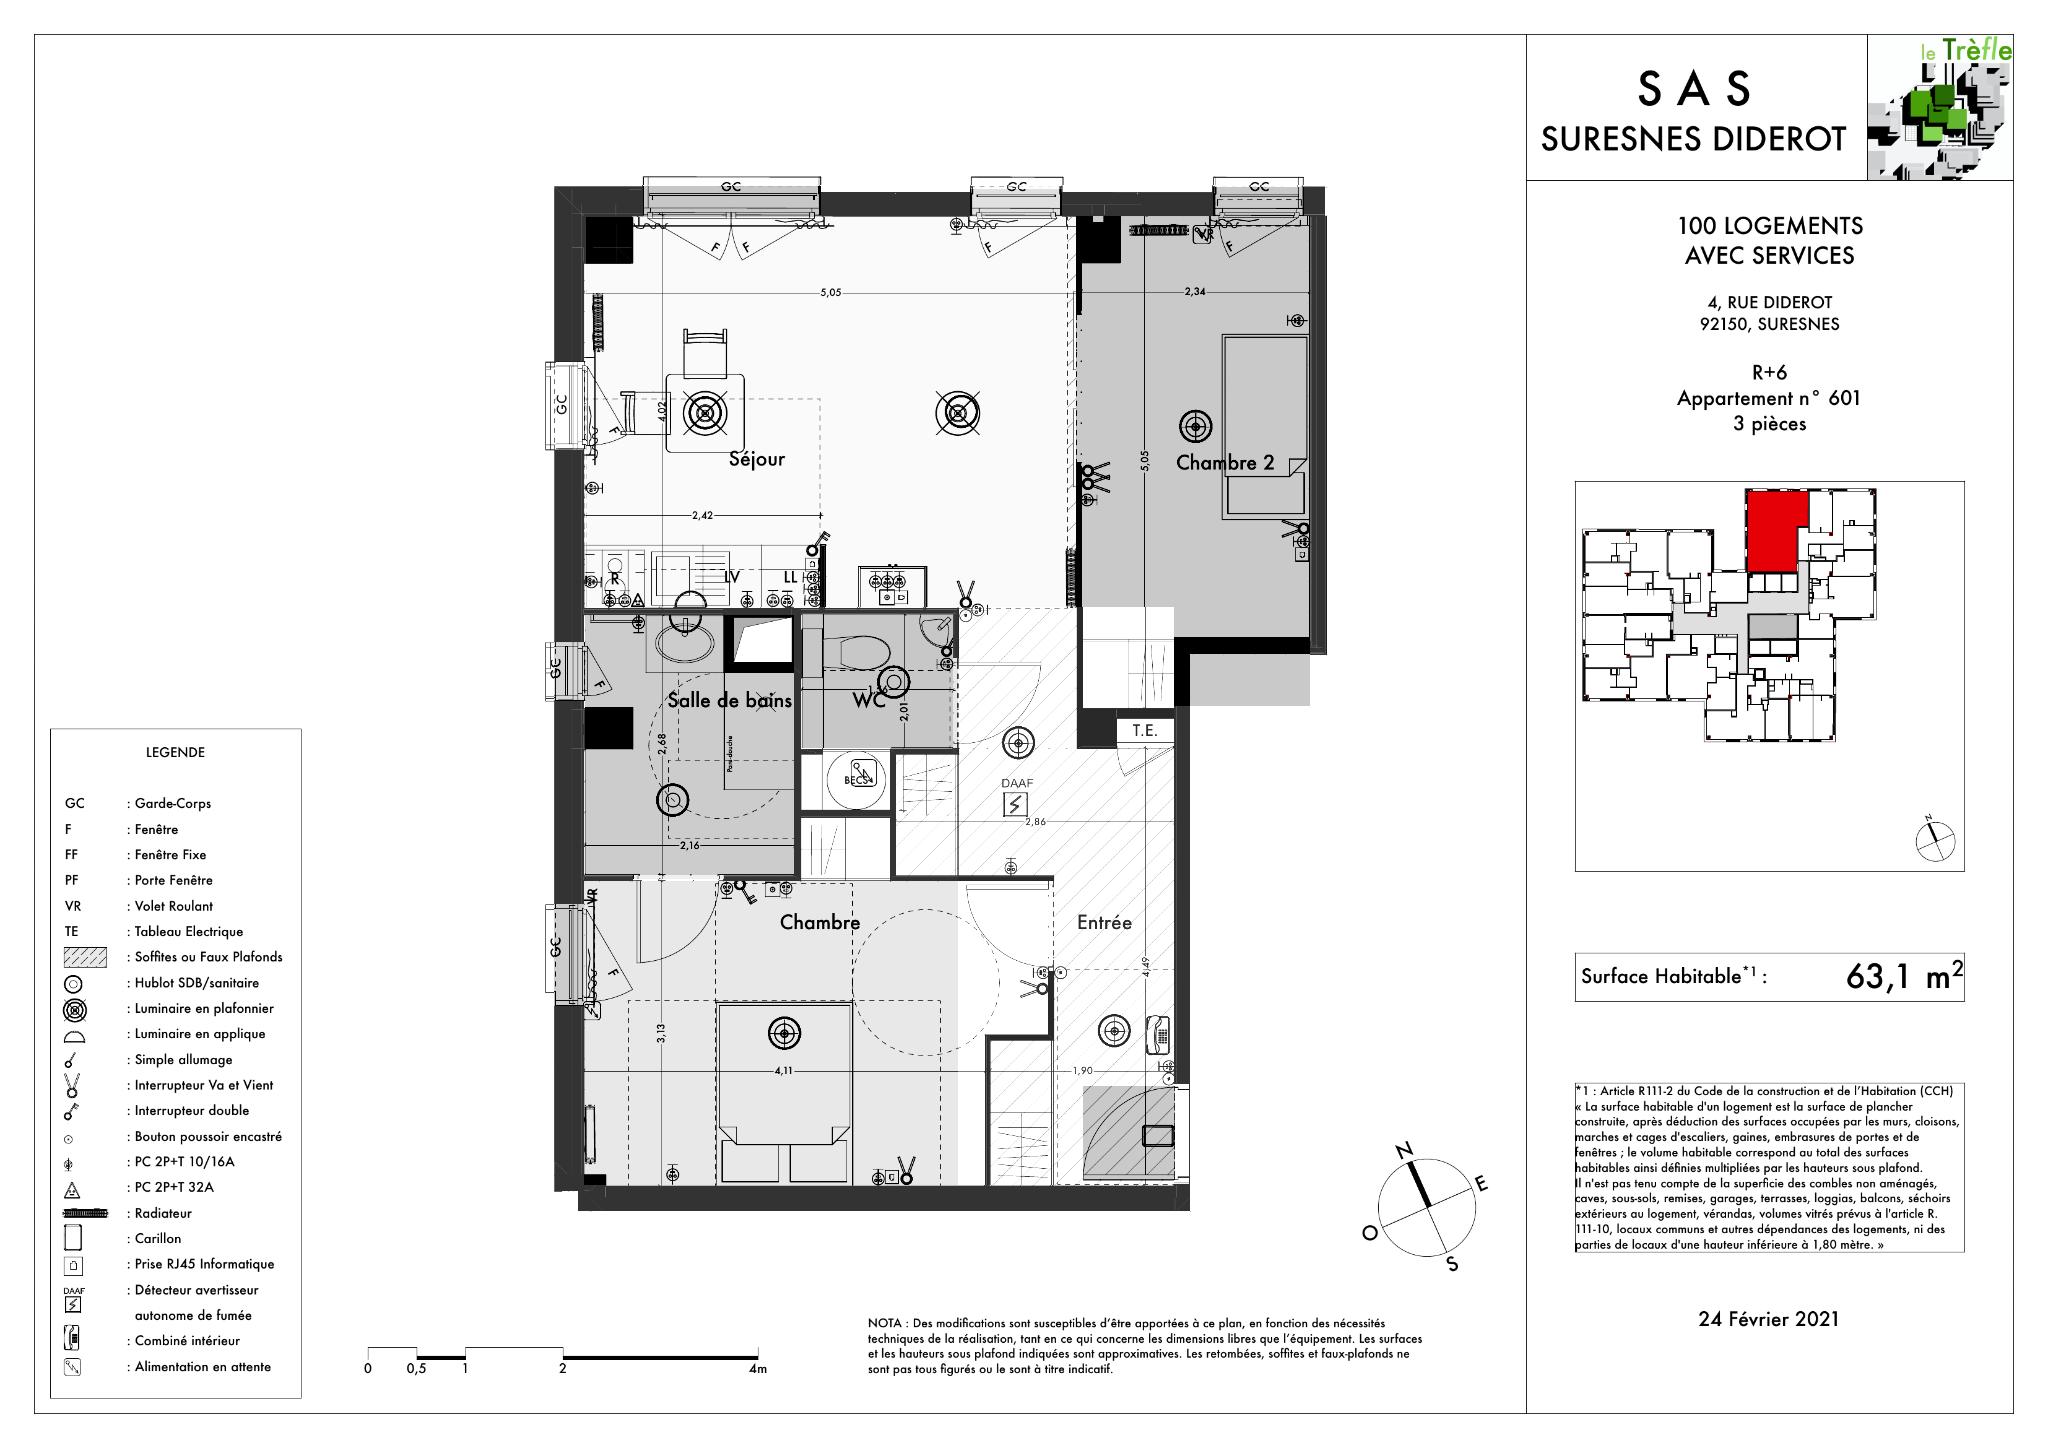 le Trèfle
S A S
SURESNES DIDEROT
100 LOGEMENTS
AVEC SERVICES
4, RUE DIDEROT
92150, SURESNES
R+6
Appartement n° 601
3 pièces
N
Surface Habitable*1 :
63,1 m2
*1 : Article R111-2 du Code de la construction et de l'Habitation (CCH)
« La surface habitable d'un logement est la surface de plancher
construite, après déduction des surfaces occupées par les murs, cloisons,
marches et cages d'escaliers, gaines, embrasures de portes et de
fenêtres ; le volume habitable correspond au total des surfaces
habitables ainsi définies multipliées par les hauteurs sous plafond.
Il n'est pas tenu compte de la superficie des combles non aménagés,
caves, sous-sols, remises, garages, terrasses, loggias, balcons, séchoirs
extérieurs au logement, vérandas, volumes vitrés prévus à l'article R.
111-10, locaux communs et autres dépendances des logements, ni des
parties de locaux d'une hauteur inférieure à 1,80 mètre. »
24 Février 2021
GC
GC
GC
F
F
F
F
VR
5,05
2,34
GC
F
4,02
Séjour
5,05
Chambre 2
2,42
R
LV
LL
GC
F
Salle de bains
WC
2,01
2,68
Pare-douche
T.E.
BECS
DAAF
2,86
2,16
VR
GC
F
Chambre
Entrée
4,49
3,13
4,11
1,90
LEGENDE
GC : Garde-Corps
F : Fenêtre
FF : Fenêtre Fixe
PF : Porte Fenêtre
VR : Volet Roulant
TE : Tableau Electrique
: Soffites ou Faux Plafonds
: Hublot SDB/sanitaire
: Luminaire en plafonnier
: Luminaire en applique
: Simple allumage
: Interrupteur Va et Vient
: Interrupteur double
: Bouton poussoir encastré
: PC 2P+T 10/16A
: PC 2P+T 32A
: Radiateur
: Carillon
: Prise RJ45 Informatique
DAAF : Détecteur avertisseur
autonome de fumée
: Combiné intérieur
: Alimentation en attente
0 0,5 1 2 4m
NOTA : Des modifications sont susceptibles d'être apportées à ce plan, en fonction des nécessités
techniques de la réalisation, tant en ce qui concerne les dimensions libres que l'équipement. Les surfaces
et les hauteurs sous plafond indiquées sont approximatives. Les retombées, soffites et faux-plafonds ne
sont pas tous figurés ou le sont à titre indicatif.
N
E
O
S